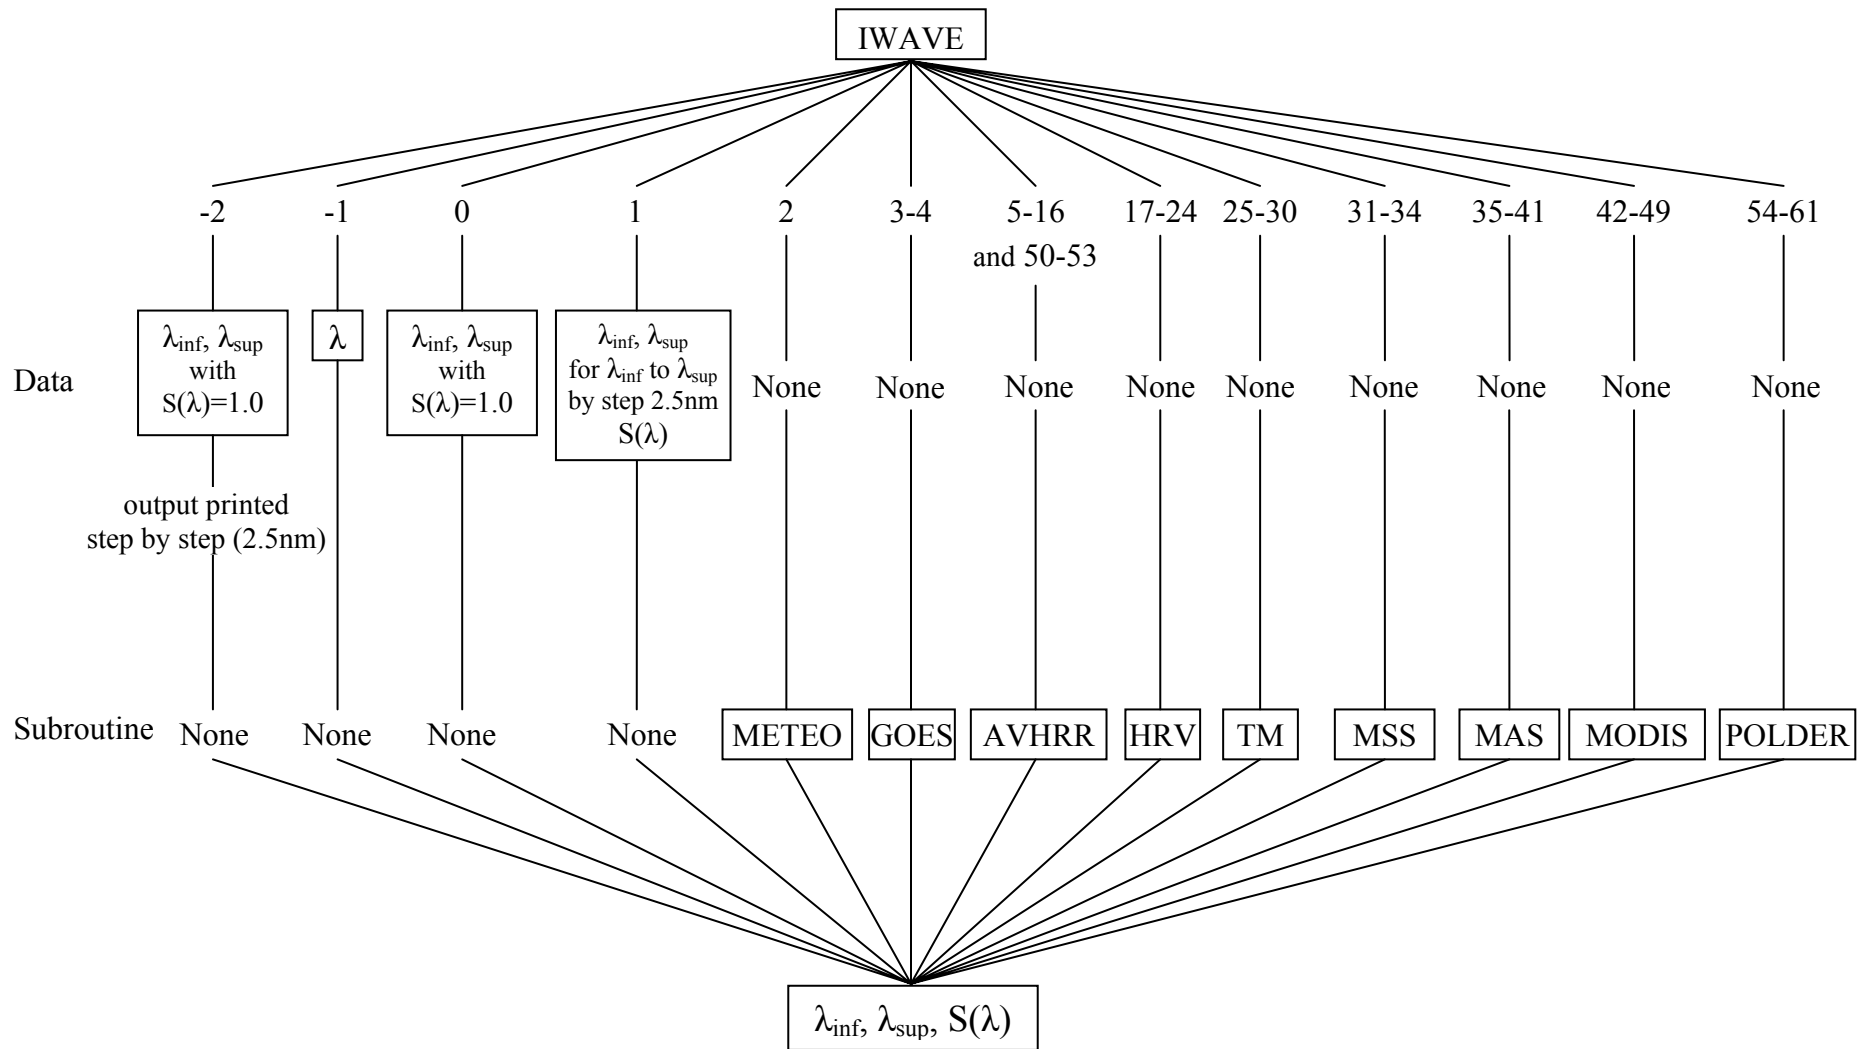 IWAVE
-2 -1 0 1 2 3-4 5-16 17-24 25-30 31-34 35-41 42-49 54-61
and 50-53
λinf, λsup
with
S(λ)=1.0
λ
λinf, λsup
with
S(λ)=1.0
λinf, λsup
for λinf to λsup
by step 2.5nm
S(λ)
Data None None None None None None None None None
output printed
step by step (2.5nm)
Subroutine None None None None METEO GOES AVHRR HRV TM MSS MAS MODIS POLDER
λinf, λsup, S(λ)